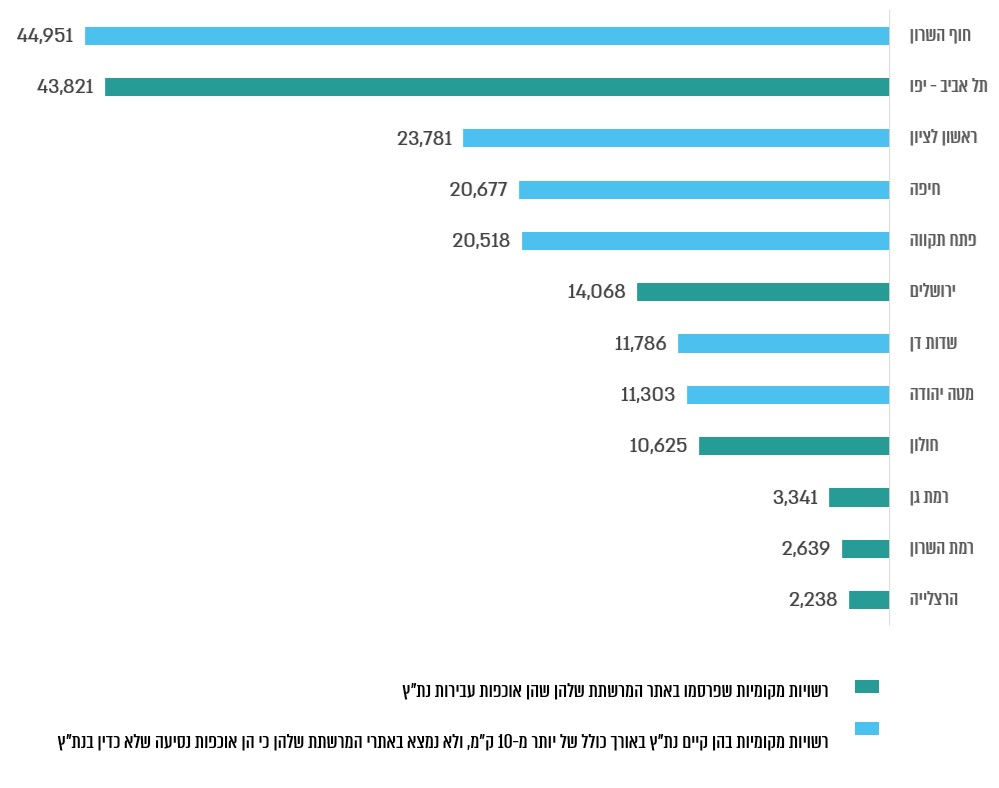 חוף השרון 44,951
תל אביב - יפו 43,821
ראשון לציון 23,781
חיפה 20,677
פתח תקווה 20,518
ירושלים 14,068
שדות דן 11,786
מטה יהודה 11,303
חולון 10,625
רמת גן 3,341
רמת השרון 2,639
הרצלייה 2,238
רשויות מקומיות שפרסמו באתר המרשתת שלהן שהן אוכפות עבירות נת"ץ
רשויות מקומיות בהן קיים נת"ץ באורך כולל של יותר מ-10 ק"מ, ולא נמצא באתרי המרשתת שלהן כי הן אוכפות נסיעה שלא כדין בנת"ץ